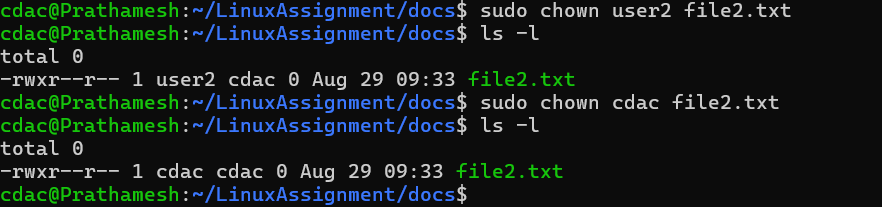 cdac@Prathamesh:~/LinuxAssignment/docs$ sudo chown user2 file2.txt
cdac@Prathamesh:~/LinuxAssignment/docs$ ls -l
total 0
-rwxr--r-- 1 user2 cdac 0 Aug 29 09:33 file2.txt
cdac@Prathamesh:~/LinuxAssignment/docs$ sudo chown cdac file2.txt
cdac@Prathamesh:~/LinuxAssignment/docs$ ls -l
total 0
-rwxr--r-- 1 cdac cdac 0 Aug 29 09:33 file2.txt
cdac@Prathamesh:~/LinuxAssignment/docs$